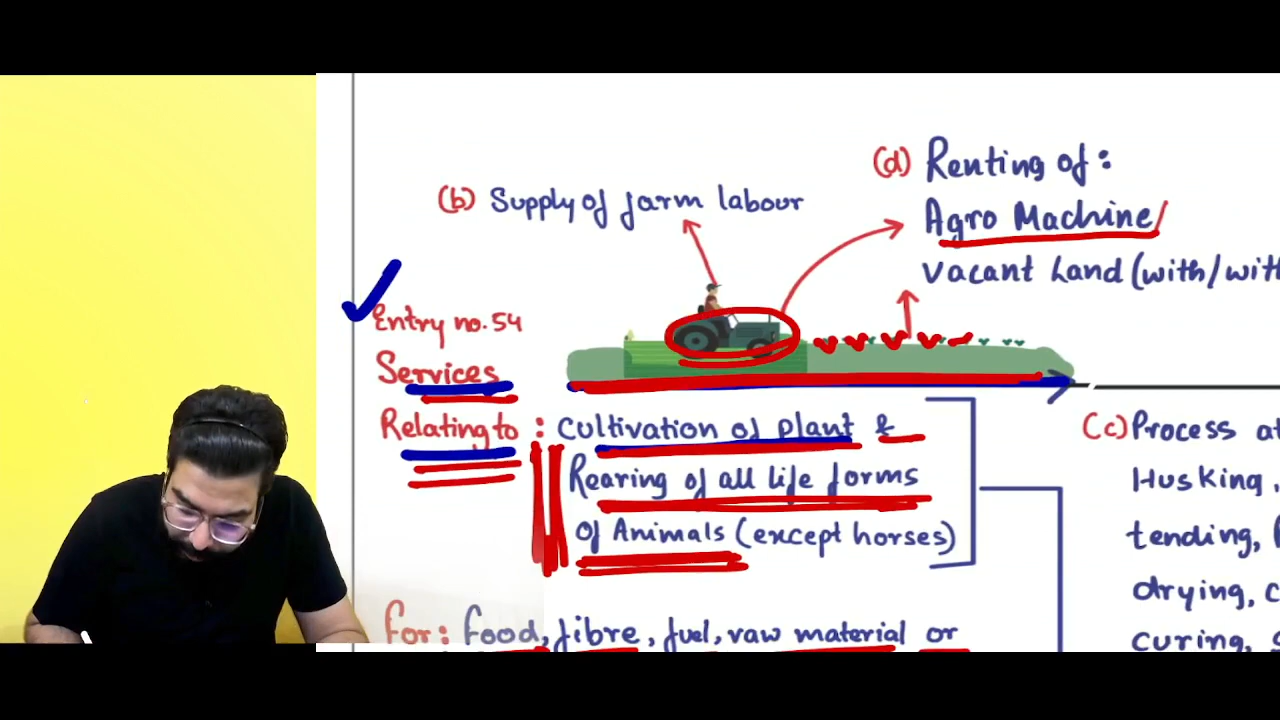 (d) Renting of:
(b) Supply of farm labour
Agro Machine/
vacant Land (with/with
Entry no. 54
Services
Relating to : Cultivation of plant &
Rearing of all life forms
of Animals (except horses)
(c) Process at
Husking,
tending,
drying, c
curing,
for: food, fibre, fuel, raw material or